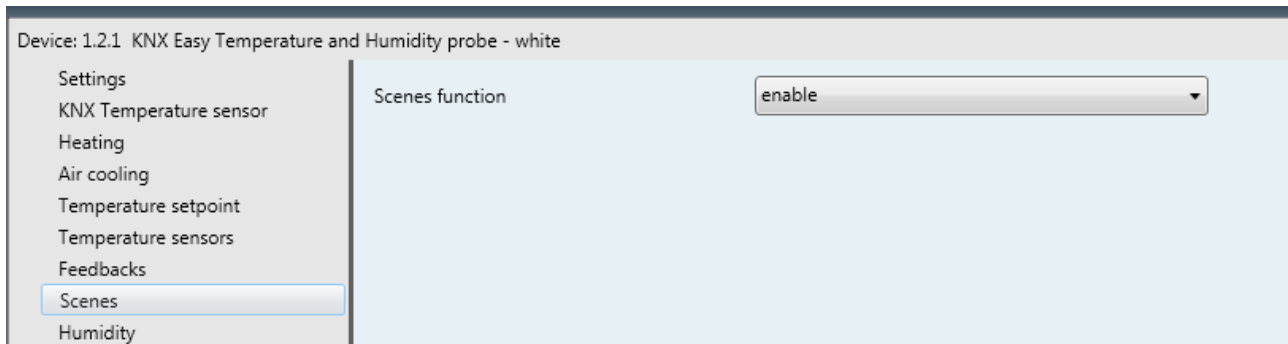 Device: 1.2.1 KNX Easy Temperature and Humidity probe - white
Settings
KNX Temperature sensor
Heating
Air cooling
Temperature setpoint
Temperature sensors
Feedbacks
Scenes
Humidity
Scenes function
enable